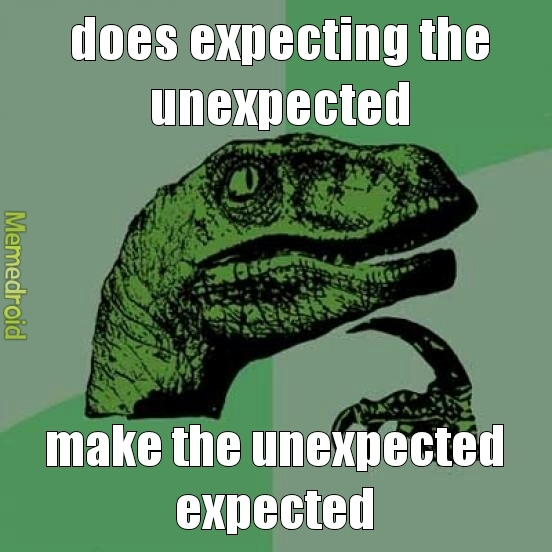 does expecting the
unexpected
Memedroid
make the unexpected
expected